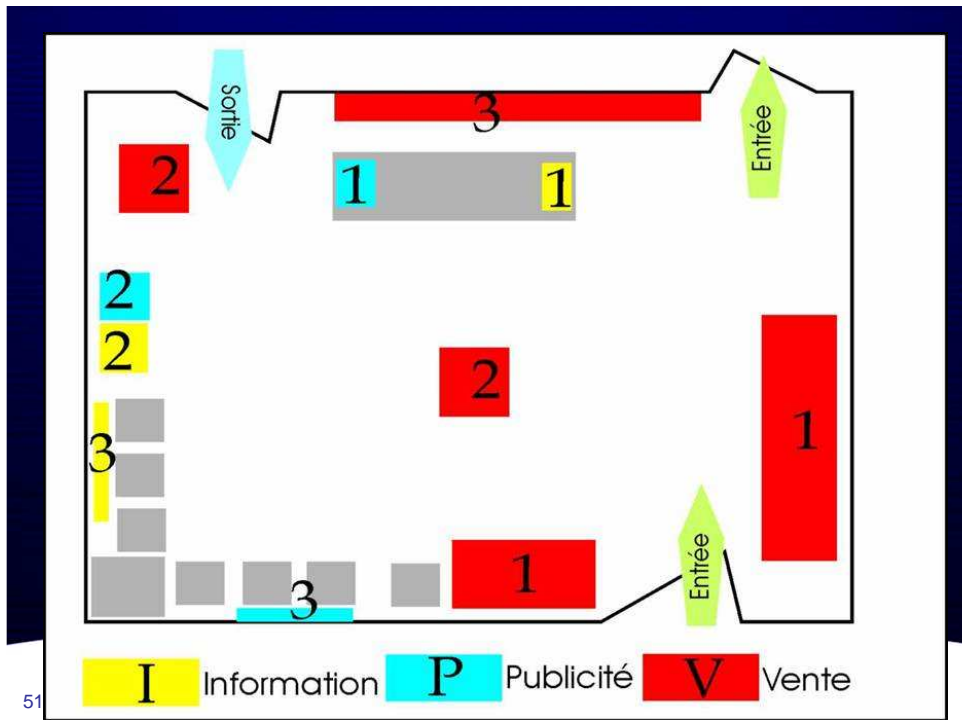 Sortie
3
Entrée
2
1
1
2
2
2
1
3
1
3
Entrée
I Information
P Publicité
V Vente
51